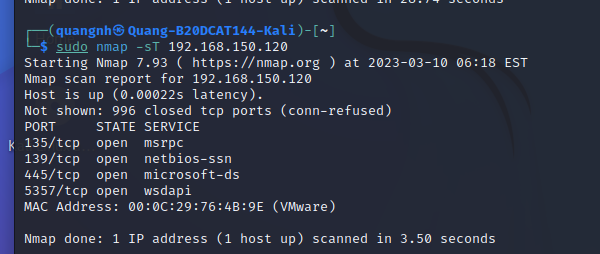 Nmap done: 1 IP address (1 host up) scanned in 28.74 seconds
┌──(quangnh㉿Quang-B20DCAT144-Kali)-[~]
└─$ sudo nmap -sT 192.168.150.120
Starting Nmap 7.93 ( https://nmap.org ) at 2023-03-10 06:18 EST
Nmap scan report for 192.168.150.120
Host is up (0.00022s latency).
Not shown: 996 closed tcp ports (conn-refused)
PORT     STATE SERVICE
135/tcp  open  msrpc
139/tcp  open  netbios-ssn
445/tcp  open  microsoft-ds
5357/tcp open  wsdapi
MAC Address: 00:0C:29:76:4B:9E (VMware)
Nmap done: 1 IP address (1 host up) scanned in 3.50 seconds